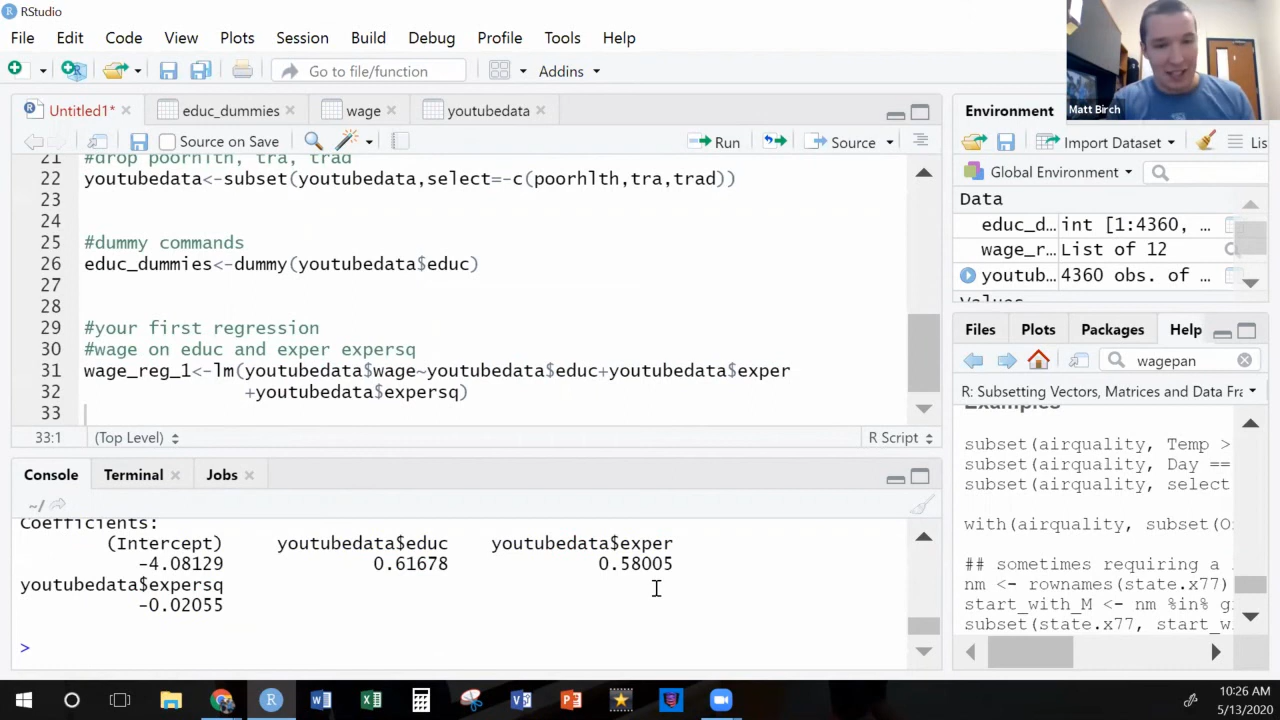 RStudio
File Edit Code View Plots Session Build Debug Profile Tools Help
Go to file/function Addins
Matt Birch
Untitled1* educ_dummies wage youtubedata
Source on Save Run Source
21 #drop poorhlth, tra, trad
22 youtubedata<-subset(youtubedata,select=-c(poorhlth,tra,trad))
23
24
25 #dummy commands
26 educ_dummies<-dummy(youtubedata$educ)
27
28
29 #your first regression
30 #wage on educ and exper expersq
31 wage_reg_1<-lm(youtubedata$wage~youtubedata$educ+youtubedata$exper
32 +youtubedata$expersq)
33
33:1 (Top Level) R Script
Console Terminal Jobs
~/
Coefficients:
(Intercept) youtubedata$educ youtubedata$exper
-4.08129 0.61678 0.58005
youtubedata$expersq
-0.02055
>
Environment
Import Dataset Lis
Global Environment
Data
educ_d… int [1:4360, …
wage_r… List of 12
youtub… 4360 obs. of …
Values
Files Plots Packages Help
wagepan
R: Subsetting Vectors, Matrices and Data Fra
Examples
subset(airquality, Temp >
subset(airquality, Day ==
subset(airquality, select
with(airquality, subset(O
## sometimes requiring a
nm <- rownames(state.x77)
start_with_M <- nm %in% g
subset(state.x77, start_w
10:26 AM
5/13/2020